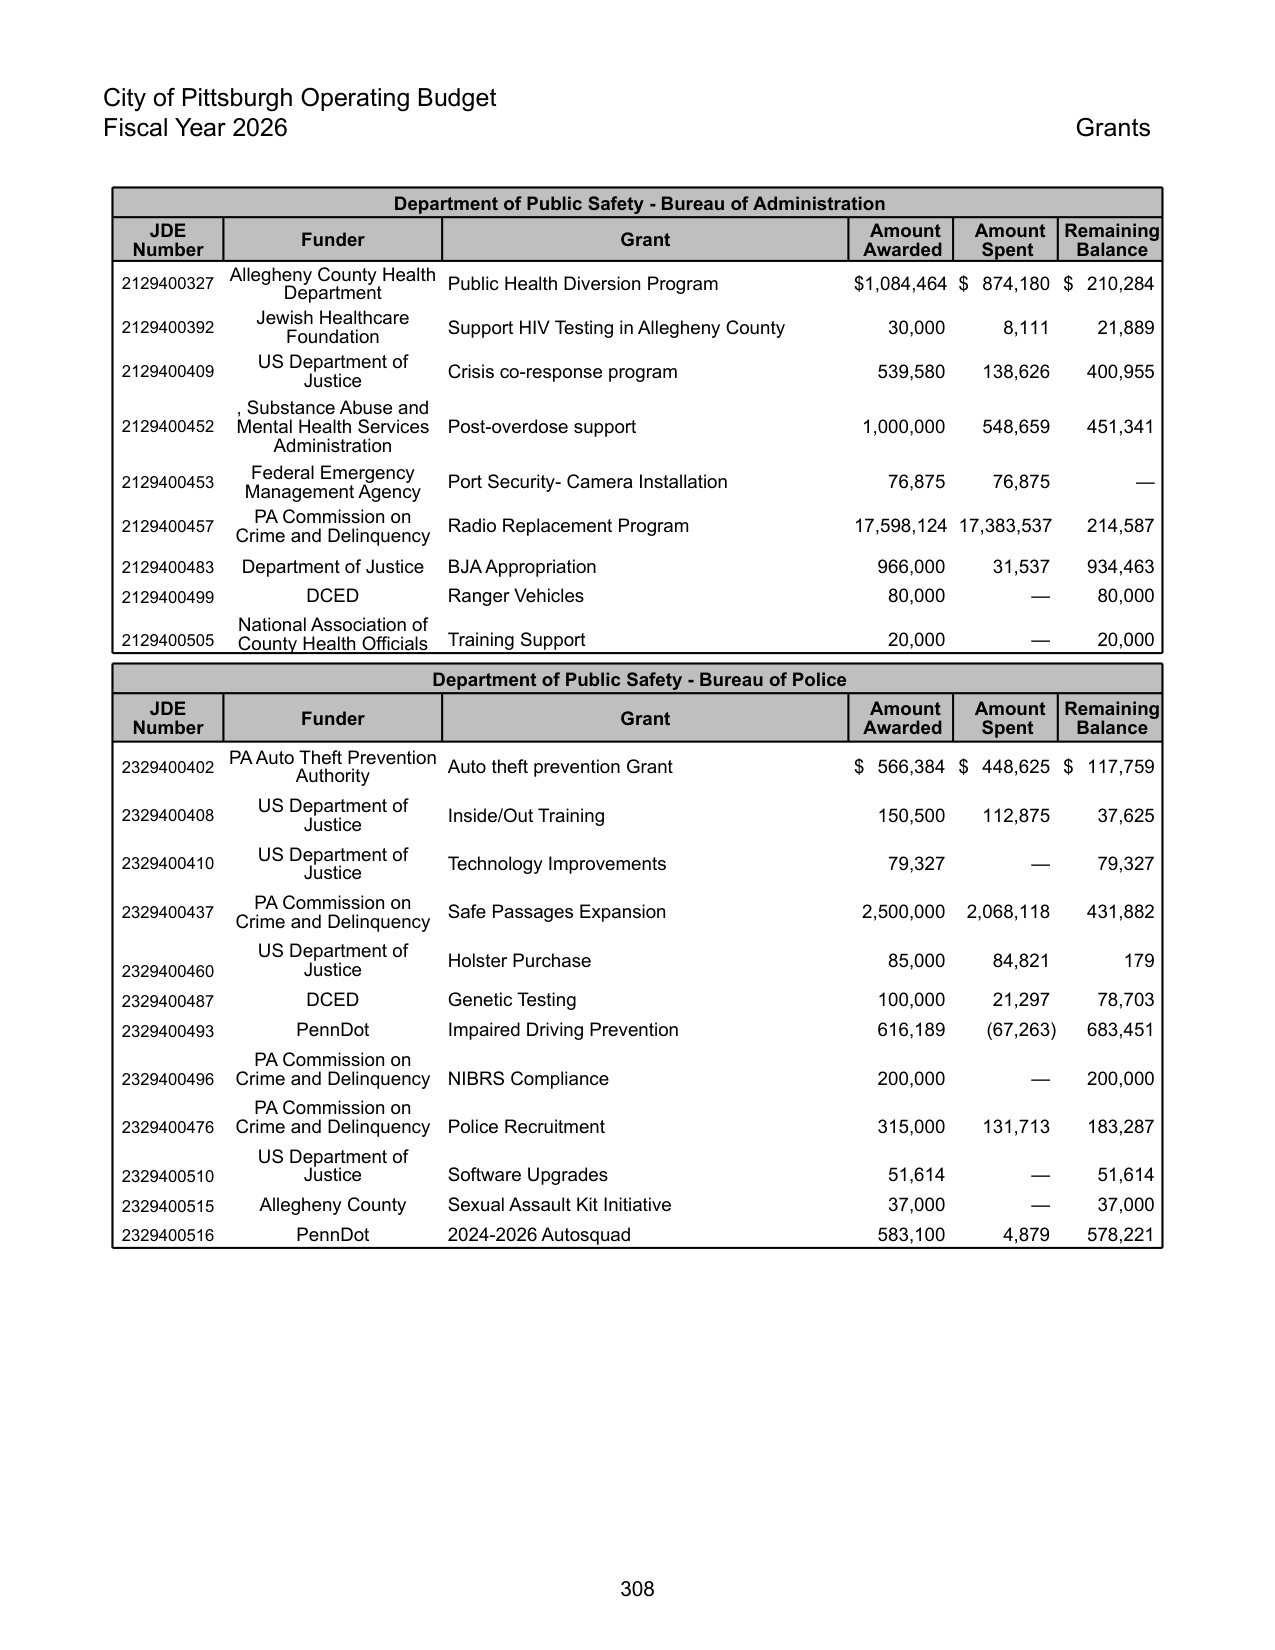 City of Pittsburgh Operating Budget
Fiscal Year 2026 Grants
Department of Public Safety - Bureau of Administration
JDE Number Funder Grant Amount Awarded Amount Spent Remaining Balance
2129400327 Allegheny County Health Department Public Health Diversion Program $1,084,464 $ 874,180 $ 210,284
2129400392 Jewish Healthcare Foundation Support HIV Testing in Allegheny County 30,000 8,111 21,889
2129400409 US Department of Justice Crisis co-response program 539,580 138,626 400,955
2129400452 , Substance Abuse and Mental Health Services Administration Post-overdose support 1,000,000 548,659 451,341
2129400453 Federal Emergency Management Agency Port Security- Camera Installation 76,875 76,875 —
2129400457 PA Commission on Crime and Delinquency Radio Replacement Program 17,598,124 17,383,537 214,587
2129400483 Department of Justice BJA Appropriation 966,000 31,537 934,463
2129400499 DCED Ranger Vehicles 80,000 — 80,000
2129400505 National Association of County Health Officials Training Support 20,000 — 20,000
Department of Public Safety - Bureau of Police
JDE Number Funder Grant Amount Awarded Amount Spent Remaining Balance
2329400402 PA Auto Theft Prevention Authority Auto theft prevention Grant $ 566,384 $ 448,625 $ 117,759
2329400408 US Department of Justice Inside/Out Training 150,500 112,875 37,625
2329400410 US Department of Justice Technology Improvements 79,327 — 79,327
2329400437 PA Commission on Crime and Delinquency Safe Passages Expansion 2,500,000 2,068,118 431,882
2329400460 US Department of Justice Holster Purchase 85,000 84,821 179
2329400487 DCED Genetic Testing 100,000 21,297 78,703
2329400493 PennDot Impaired Driving Prevention 616,189 (67,263) 683,451
2329400496 PA Commission on Crime and Delinquency NIBRS Compliance 200,000 — 200,000
2329400476 PA Commission on Crime and Delinquency Police Recruitment 315,000 131,713 183,287
2329400510 US Department of Justice Software Upgrades 51,614 — 51,614
2329400515 Allegheny County Sexual Assault Kit Initiative 37,000 — 37,000
2329400516 PennDot 2024-2026 Autosquad 583,100 4,879 578,221
308